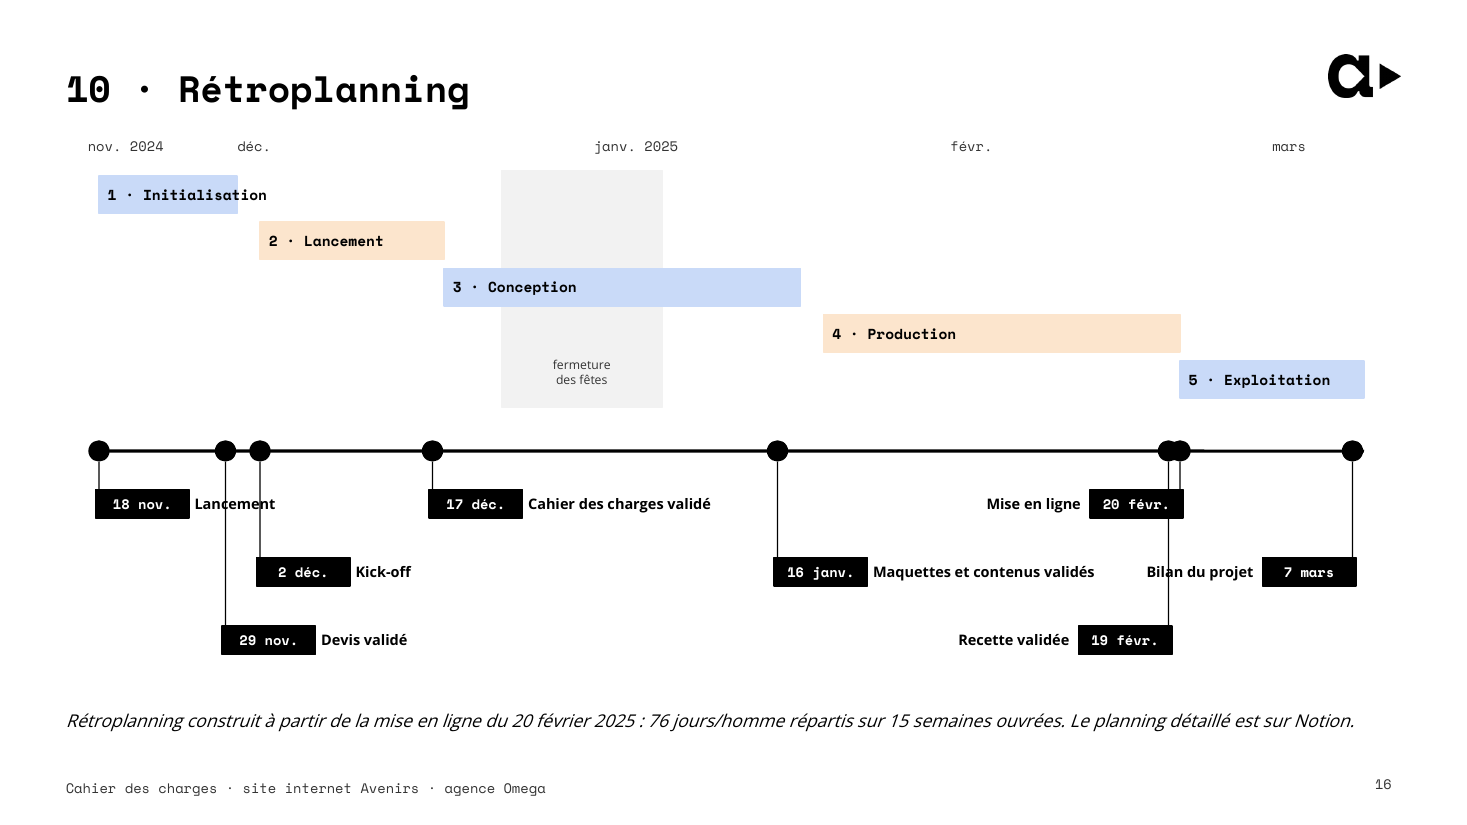 10 · Rétroplanning
a
nov. 2024 déc. janv. 2025 févr. mars
1 · Initialisation
2 · Lancement
3 · Conception
4 · Production
fermeture
des fêtes
5 · Exploitation
18 nov. Lancement 17 déc. Cahier des charges validé Mise en ligne 20 févr.
2 déc. Kick-off 16 janv. Maquettes et contenus validés Bilan du projet 7 mars
29 nov. Devis validé Recette validée 19 févr.
Rétroplanning construit à partir de la mise en ligne du 20 février 2025 : 76 jours/homme répartis sur 15 semaines ouvrées. Le planning détaillé est sur Notion.
Cahier des charges · site internet Avenirs · agence Omega 16